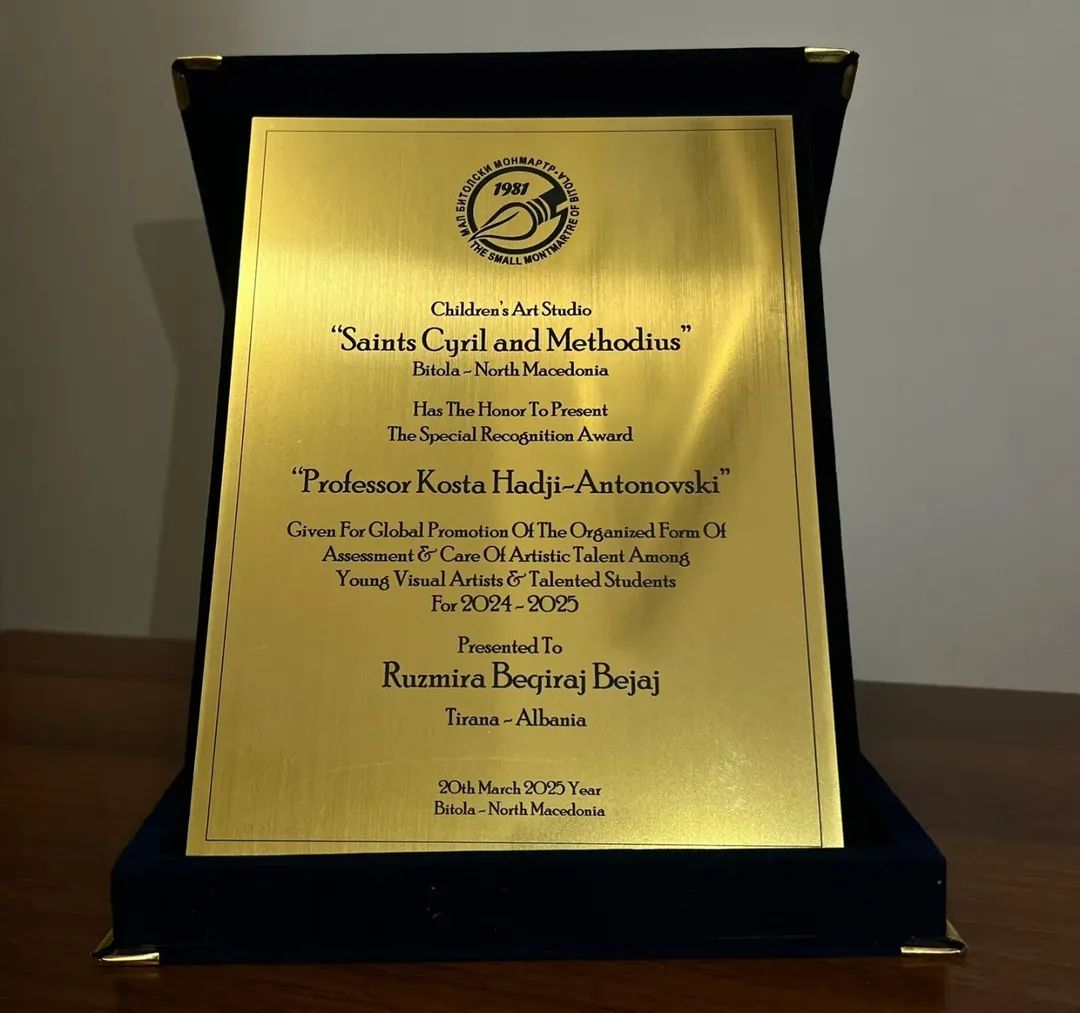 МАЛ БИТОЛСКИ МОНМАРТР-
THE SMALL MONTMARTRE OF BITOLA
1981
Children's Art Studio
“Saints Cyril and Methodius”
Bitola ~ North Macedonia
Has The Honor To Present
The Special Recognition Award
“Professor Kosta Hadji~Antonovski”
Given For Global Promotion Of The Organized Form Of
Assessment & Care Of Artistic Talent Among
Young Visual Artists & Talented Students
For 2024 ~ 2025
Presented To
Ruzmira Beqiraj Bejaj
Tirana ~ Albania
20th March 2025 Year
Bitola ~ North Macedonia